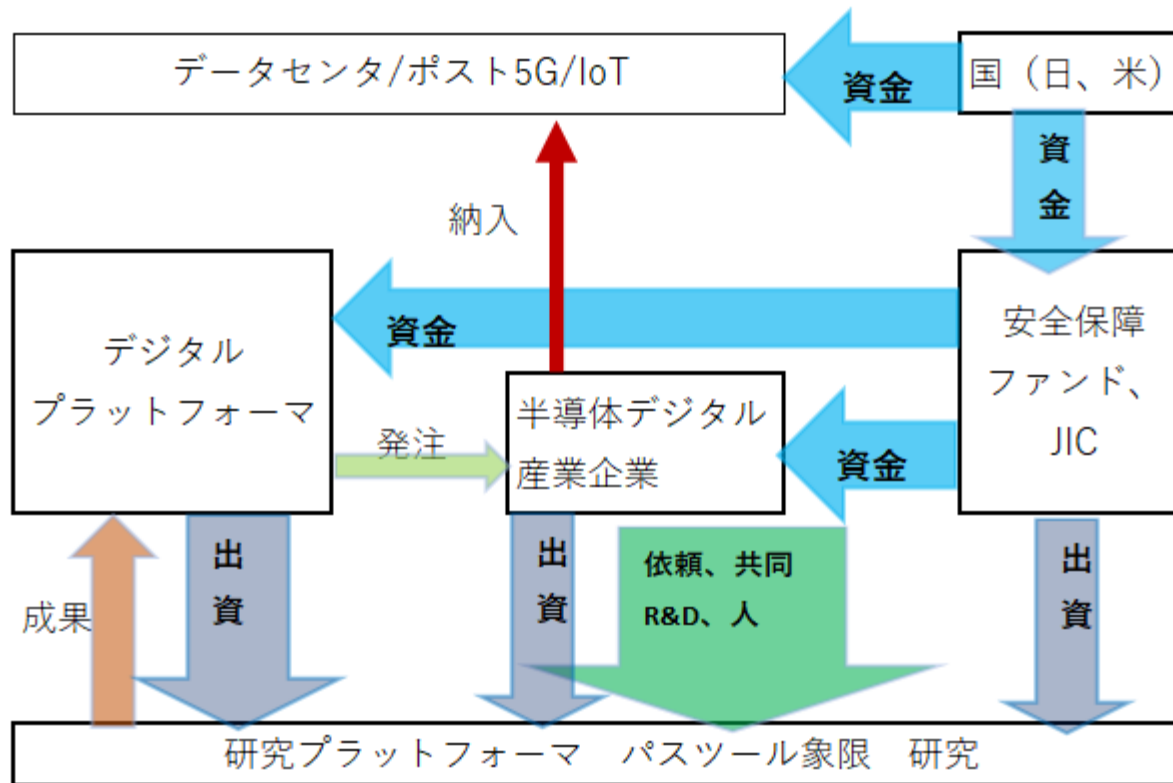 データセンタ/ポスト5G/IoT
資金
国（日、米）
資
金
納入
デジタル
プラットフォーマ
資金
安全保障
ファンド、
JIC
発注
半導体デジタル
産業企業
資金
成果
出
資
出
資
依頼、共同
R&D、人
出
資
研究プラットフォーマ　パスツール象限　研究